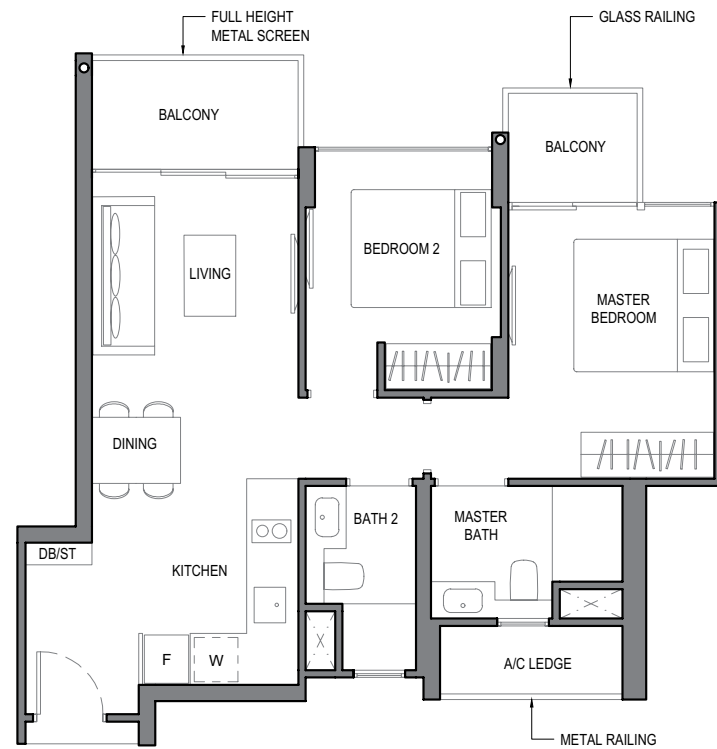 FULL HEIGHT
METAL SCREEN
GLASS RAILING
BALCONY
BALCONY
BEDROOM 2
LIVING
MASTER
BEDROOM
DINING
BATH 2
MASTER
BATH
DB/ST
KITCHEN
F
W
A/C LEDGE
METAL RAILING